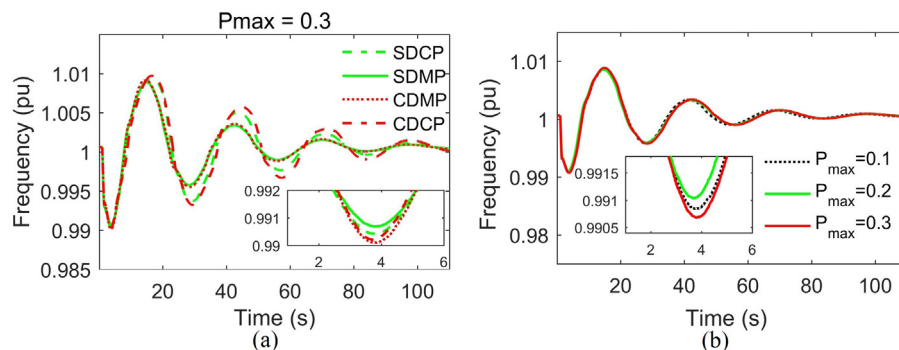 Pmax = 0.3
Frequency (pu)
1.01
1.005
1
0.995
0.99
0.985
SDCP
SDMP
CDMP
CDCP
0.992
0.991
0.99
2 4 6
20 40 60 80 100
Time (s)
(a)
Frequency (pu)
1.01
1
0.99
0.98
0.9915
0.991
0.9905
2 4 6
Pmax=0.1
Pmax=0.2
Pmax=0.3
20 40 60 80 100
Time (s)
(b)